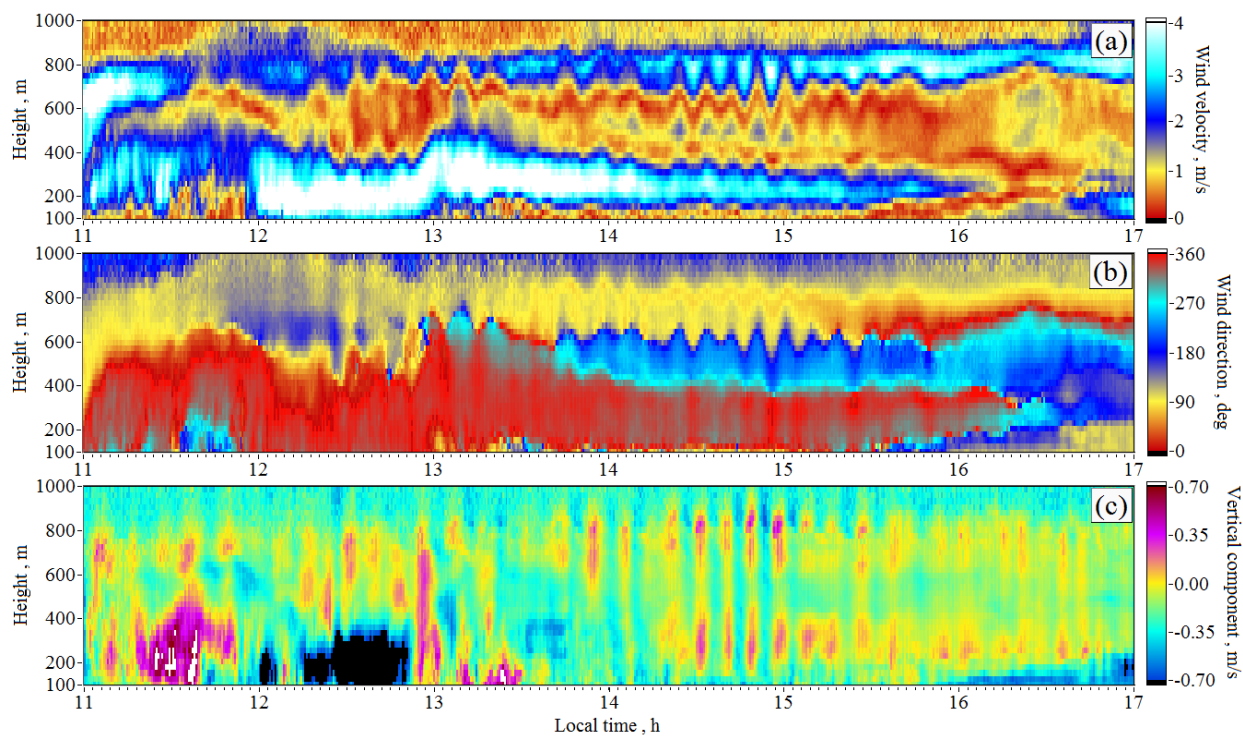 (a)
Height , m
1000
800
600
400
200
100
11 12 13 14 15 16 17
4
3
2
1
0
Wind velocity , m/s
(b)
Height , m
1000
800
600
400
200
100
11 12 13 14 15 16 17
360
270
180
90
0
Wind direction , deg
(c)
Height , m
1000
800
600
400
200
100
11 12 13 14 15 16 17
Local time , h
0.70
0.35
-0.00
-0.35
-0.70
Vertical component , m/s